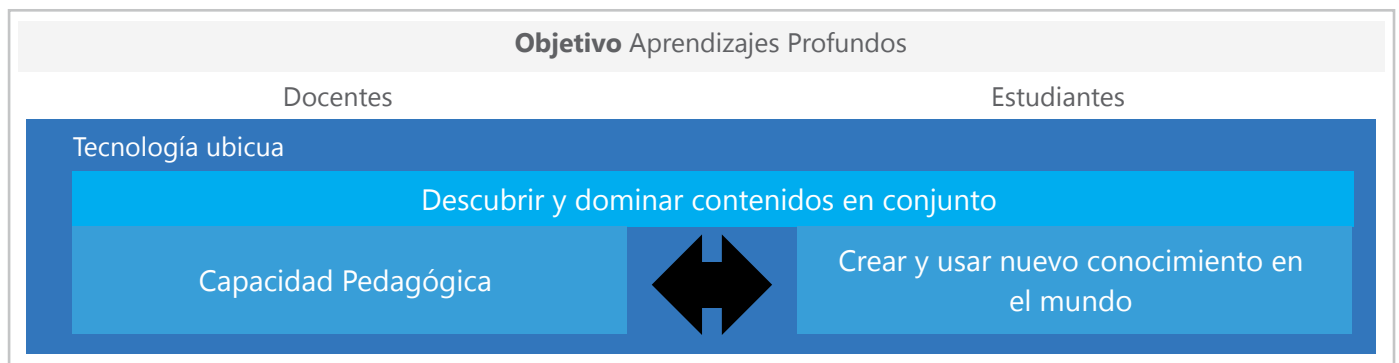 Objetivo Aprendizajes Profundos
Docentes
Estudiantes
Tecnología ubicua
Descubrir y dominar contenidos en conjunto
Capacidad Pedagógica
Crear y usar nuevo conocimiento en
el mundo